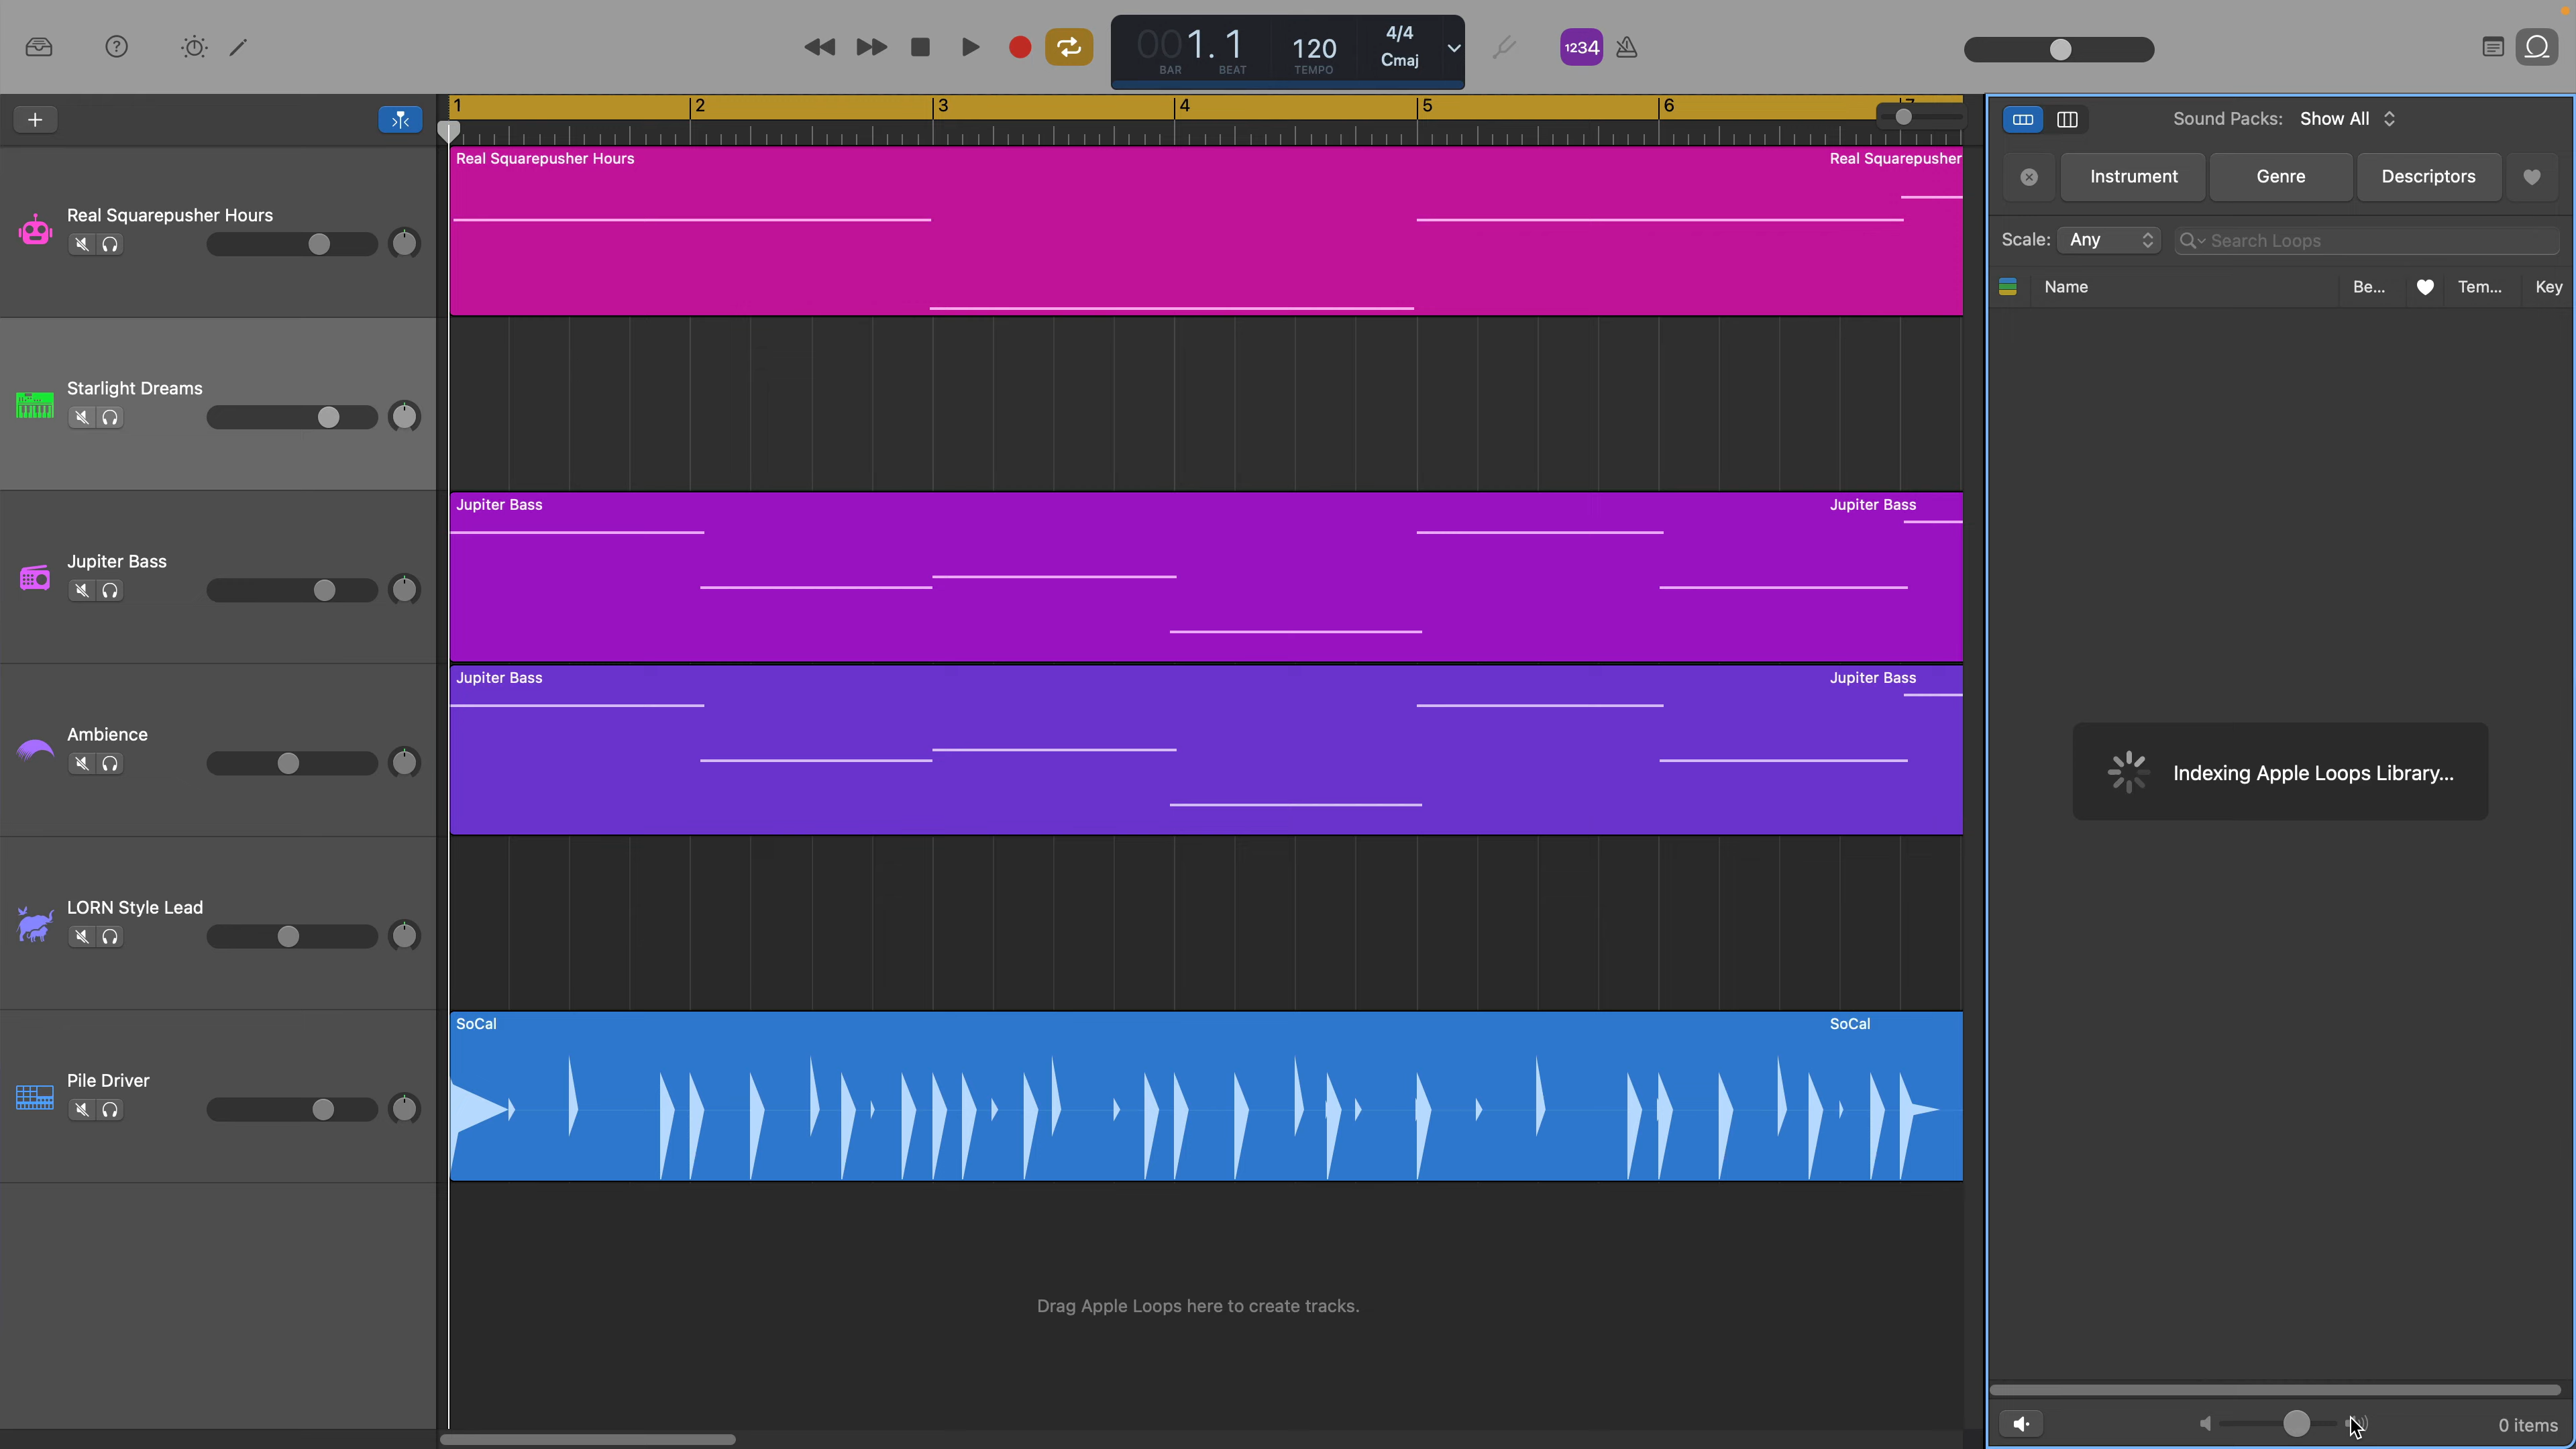 001.1
BAR
BEAT
120
TEMPO
4/4
Cmaj
1234
1
2
3
4
5
6
7
Sound Packs: Show All
Instrument
Genre
Descriptors
Scale: Any
Search Loops
Name
Be...
Tem...
Key
Real Squarepusher Hours
Real Squarepusher Hours
Real Squarepusher
Starlight Dreams
Jupiter Bass
Jupiter Bass
Jupiter Bass
Ambience
Jupiter Bass
Jupiter Bass
Indexing Apple Loops Library...
LORN Style Lead
Pile Driver
SoCal
SoCal
Drag Apple Loops here to create tracks.
0 items